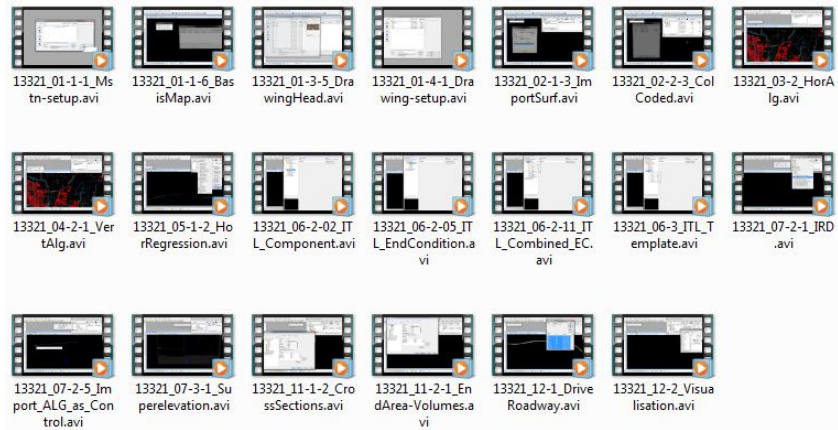 13321_01-1-1_Ms
tn-setup.avi
13321_01-1-6_Bas
isMap.avi
13321_01-3-5_Dra
wingHead.avi
13321_01-4-1_Dra
wing-setup.avi
13321_02-1-3_Im
portSurf.avi
13321_02-2-3_Col
Coded.avi
13321_03-2_HorA
lg.avi
13321_04-2-1_Ver
tAlg.avi
13321_05-1-2_Ho
rRegression.avi
13321_06-2-02_IT
L_Component.avi
13321_06-2-05_IT
L_EndCondition.a
vi
13321_06-2-11_IT
L_Combined_EC.
avi
13321_06-3_ITL_T
emplate.avi
13321_07-2-1_IRD
.avi
13321_07-2-5_Im
port_ALG_as_Con
trol.avi
13321_07-3-1_Su
perelevation.avi
13321_11-1-2_Cro
ssSections.avi
13321_11-2-1_En
dArea-Volumes.a
vi
13321_12-1_Drive
Roadway.avi
13321_12-2_Visua
lisation.avi